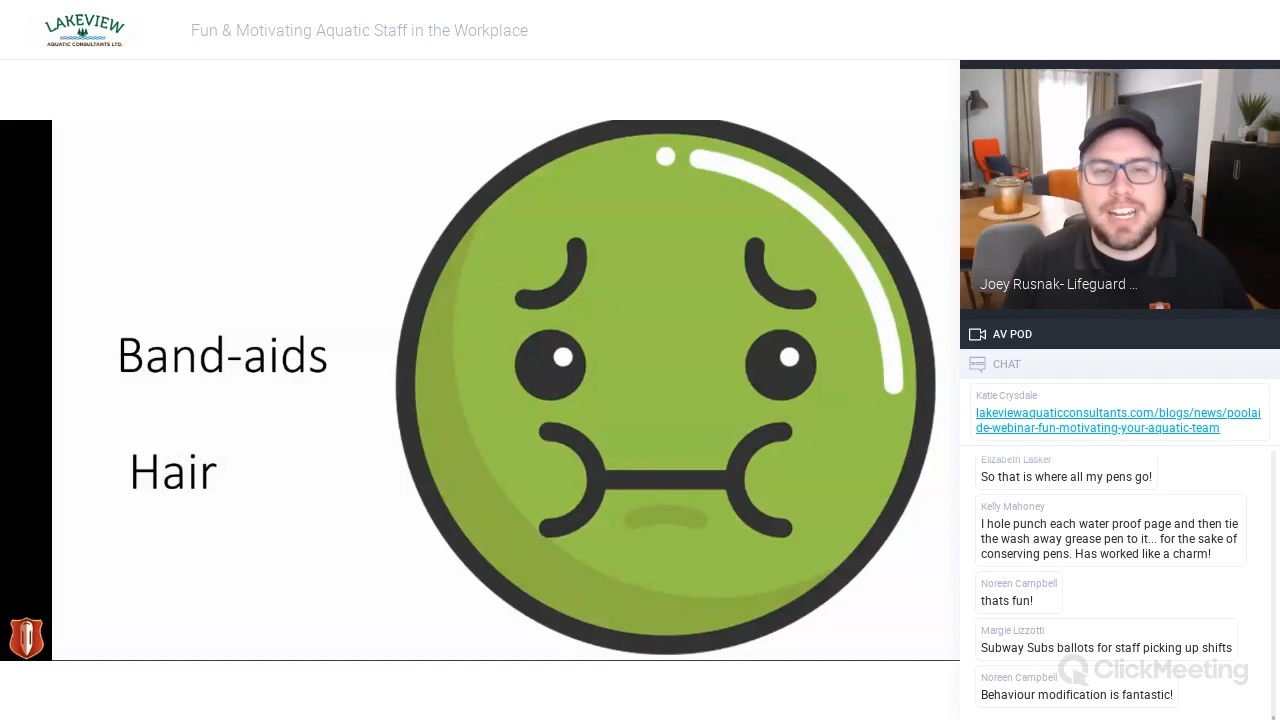 LAKEVIEW
AQUATIC CONSULTANTS LTD.
Fun & Motivating Aquatic Staff in the Workplace
Band-aids
Hair
Joey Rusnak- Lifeguard ...
AV POD
CHAT
Katie Crysdale
lakeviewaquaticconsultants.com/blogs/news/poolai
de-webinar-fun-motivating-your-aquatic-team
Elizabeth Lasker
So that is where all my pens go!
Kelly Mahoney
I hole punch each water proof page and then tie
the wash away grease pen to it... for the sake of
conserving pens. Has worked like a charm!
Noreen Campbell
thats fun!
Margie Lizzotti
Subway Subs ballots for staff picking up shifts
Noreen Campbell
Behaviour modification is fantastic!
ClickMeeting